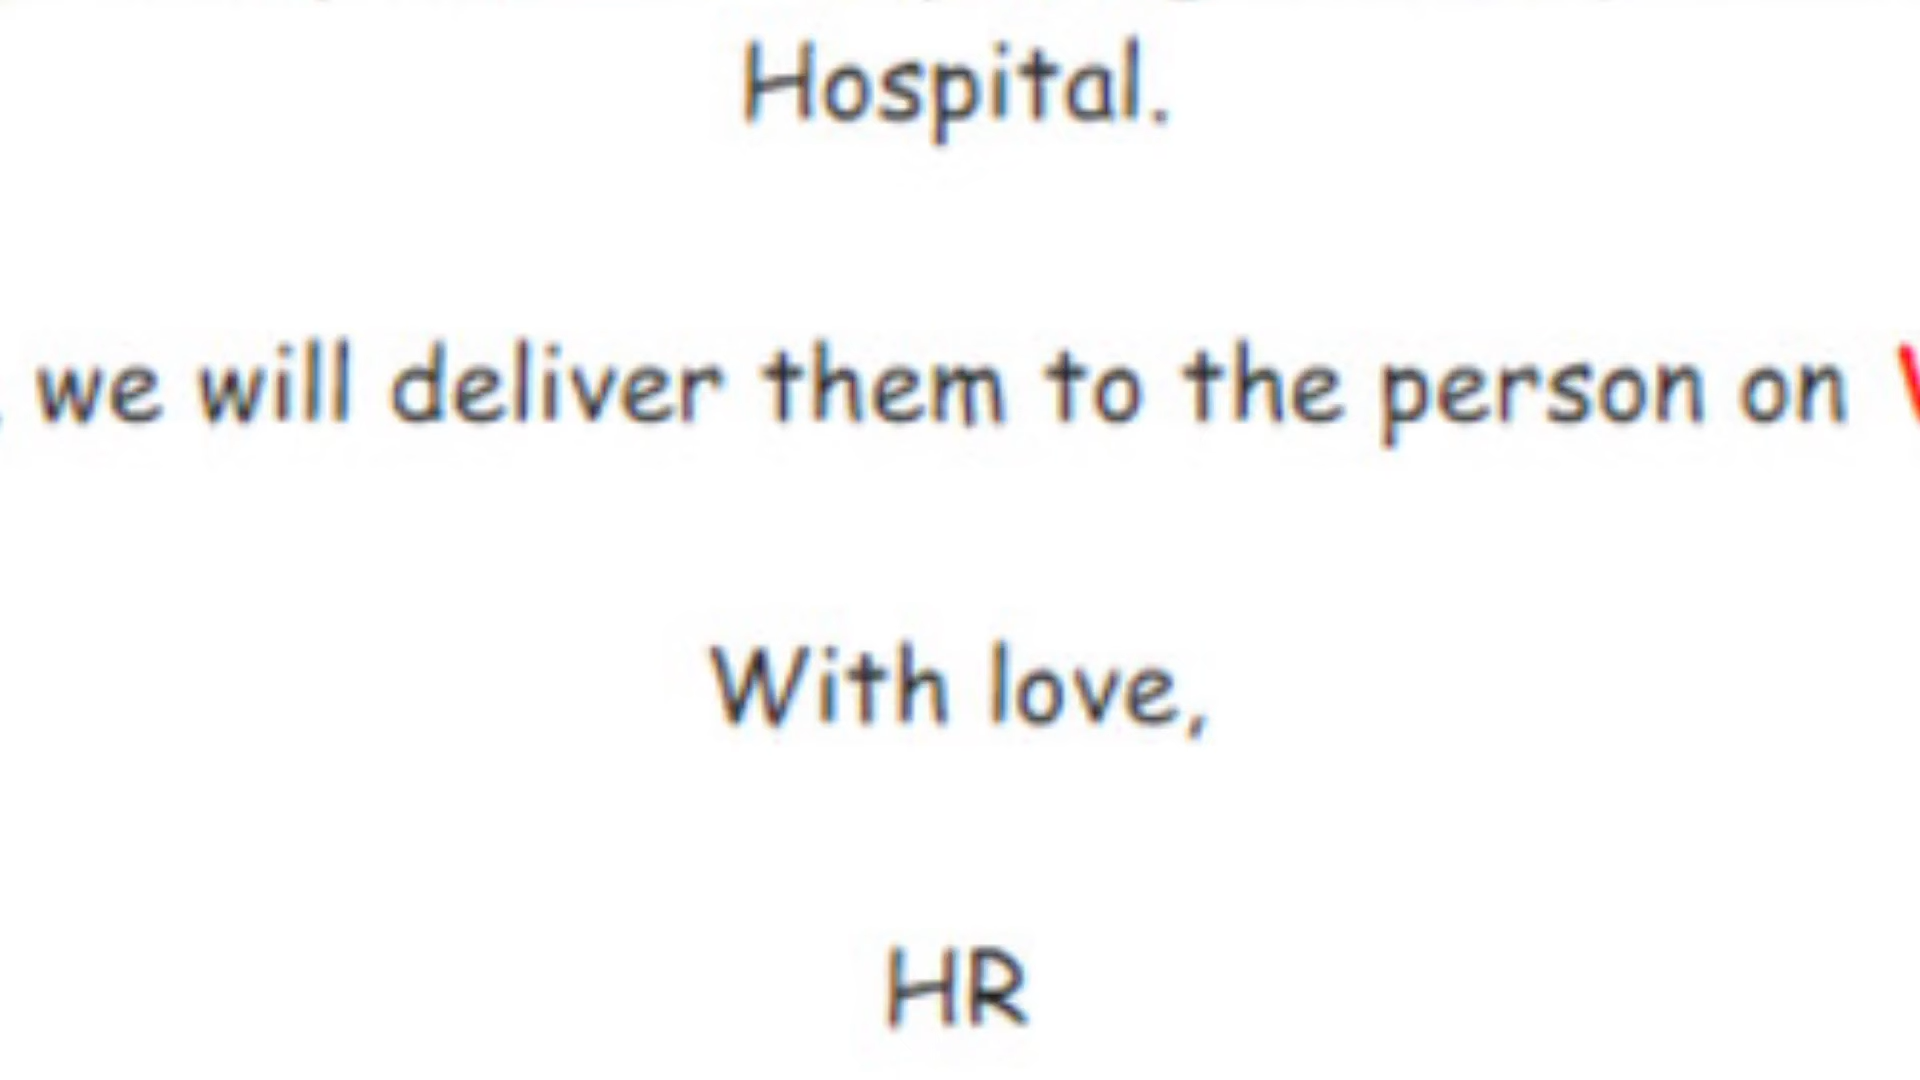 Hospital.
we will deliver them to the person on
With love,
HR